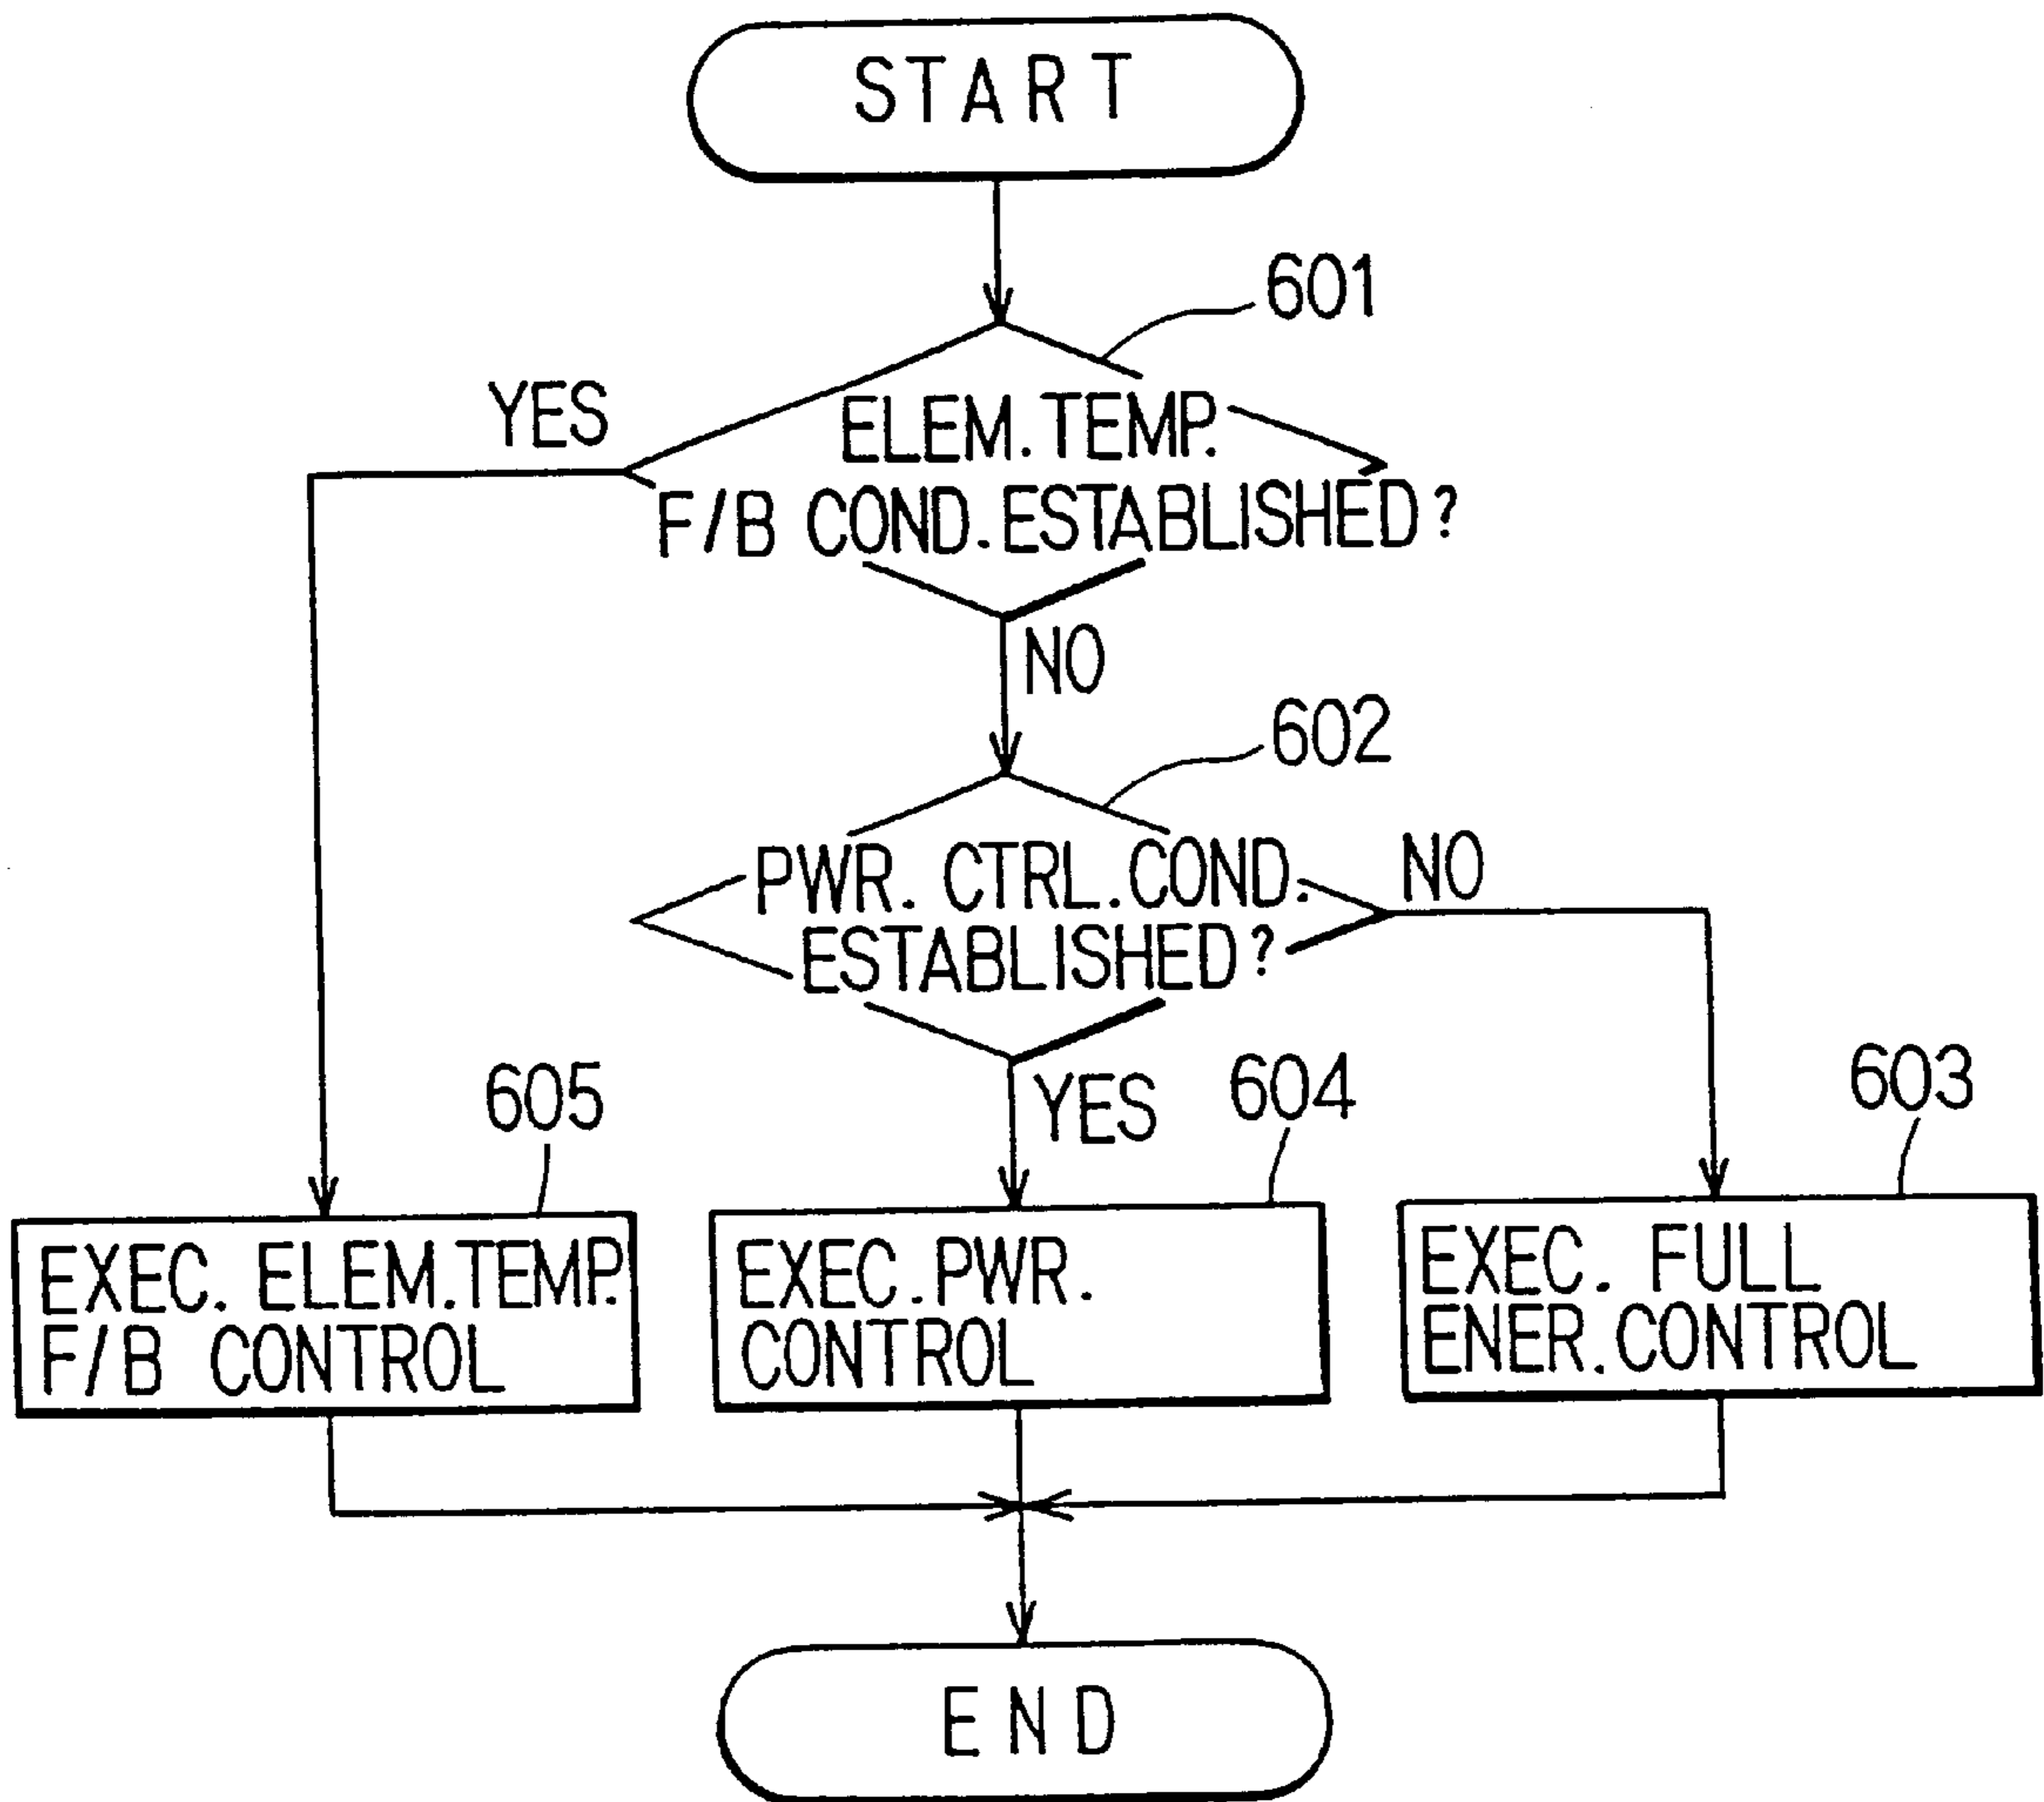 START
601
YES
ELEM.TEMP.
F/B COND.ESTABLISHED?
NO
602
PWR. CTRL.COND.
ESTABLISHED?
NO
YES
605
604
603
EXEC. ELEM.TEMP.
F/B CONTROL
EXEC.PWR.
CONTROL
EXEC. FULL
ENER.CONTROL
END